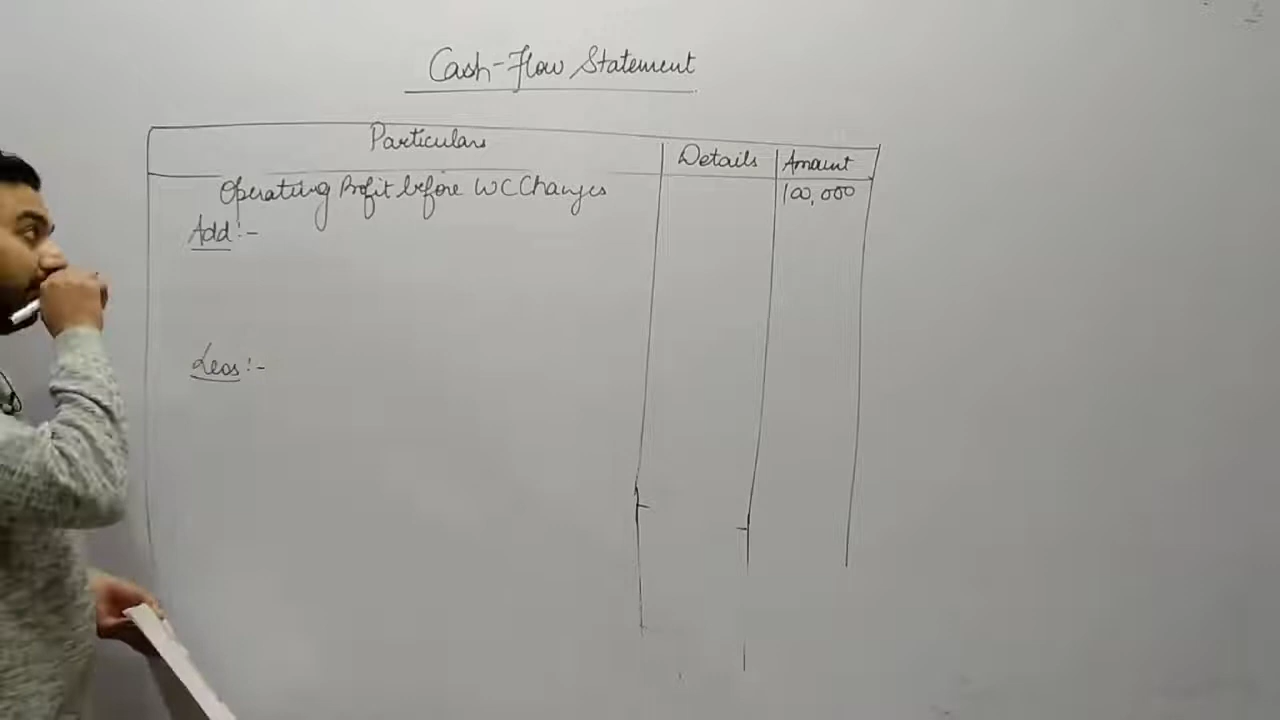 Cash-Flow Statement
Particulars Details Amount
Operating Profit before WC Changes 100,000
Add:-
Less:-